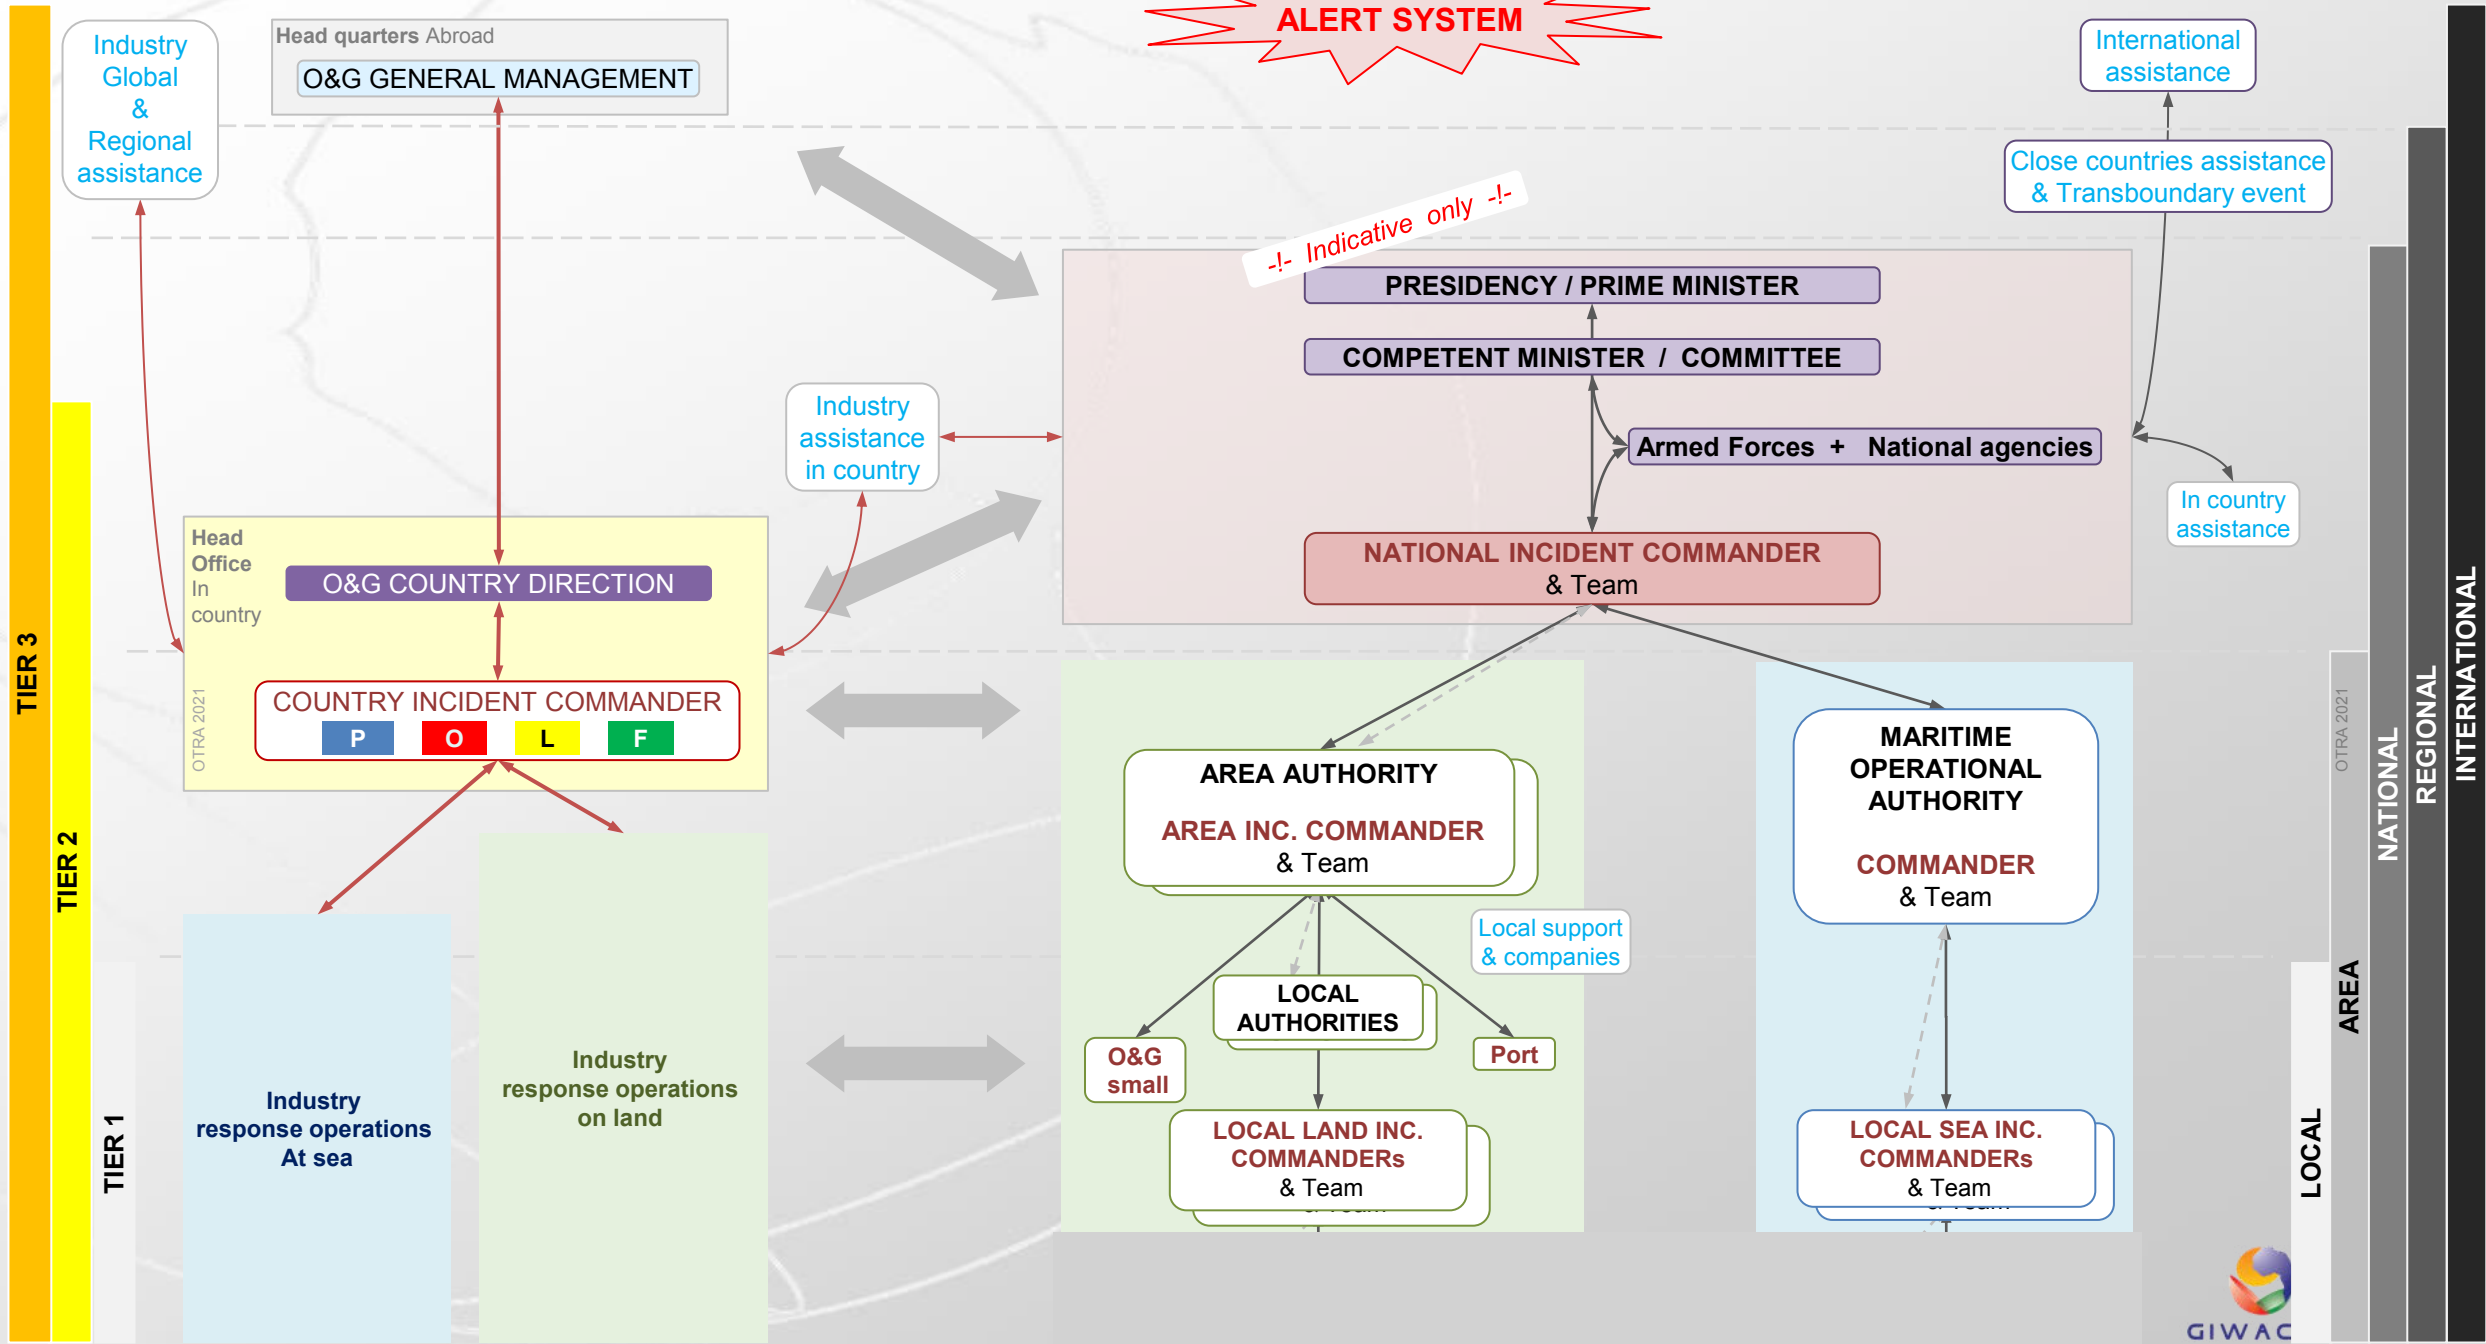 ALERT SYSTEM
Industry
Global
&
Regional
assistance
Head quarters Abroad
O&G GENERAL MANAGEMENT
International
assistance
Close countries assistance
& Transboundary event
-!- Indicative only -!-
PRESIDENCY / PRIME MINISTER
COMPETENT MINISTER / COMMITTEE
Armed Forces + National agencies
Industry
assistance
in country
In country
assistance
NATIONAL INCIDENT COMMANDER
& Team
Head
Office
In
country
O&G COUNTRY DIRECTION
COUNTRY INCIDENT COMMANDER
P O L F
OTRA 2021
AREA AUTHORITY
AREA INC. COMMANDER
& Team
MARITIME
OPERATIONAL
AUTHORITY
COMMANDER
& Team
Local support
& companies
LOCAL
AUTHORITIES
O&G
small
Port
LOCAL LAND INC.
COMMANDERs
& Team
LOCAL SEA INC.
COMMANDERs
& Team
Industry
response operations
At sea
Industry
response operations
on land
TIER 3
TIER 2
TIER 1
OTRA 2021
LOCAL
AREA
NATIONAL
REGIONAL
INTERNATIONAL
GIWAC